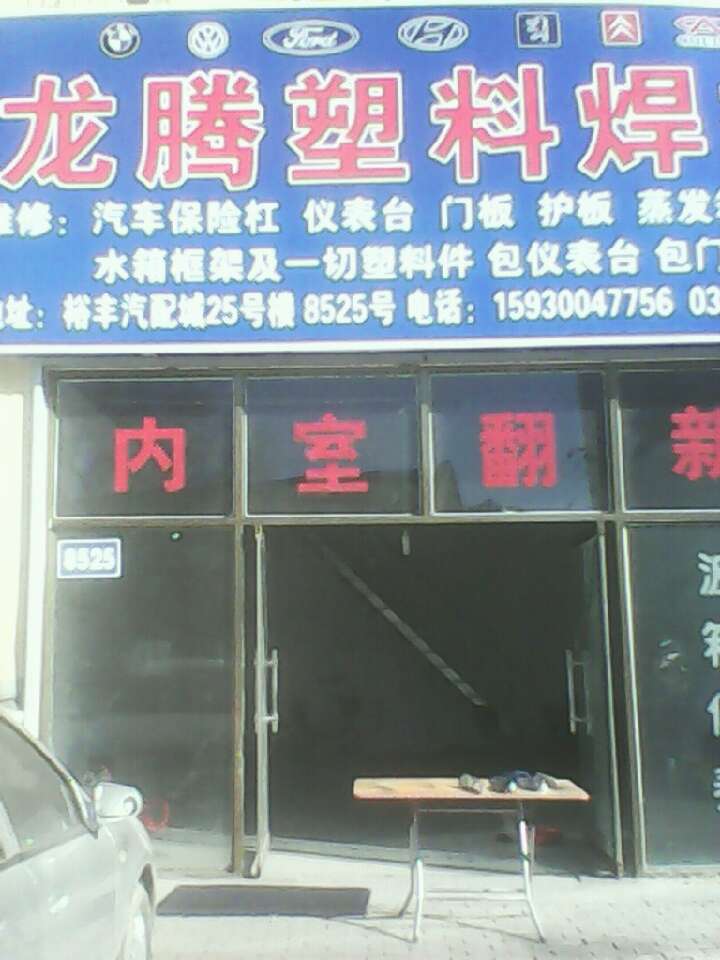 Ford
龙腾塑料焊
维修：汽车保险杠 仪表台 门板 护板 蒸发
水箱框架及一切塑料件 包仪表台 包门
地址：裕丰汽配城25号楼 8525号 电话：15930047756 03
内室翻新
8525